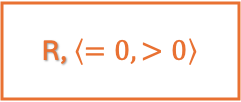 R, ⟨= 0, > 0⟩